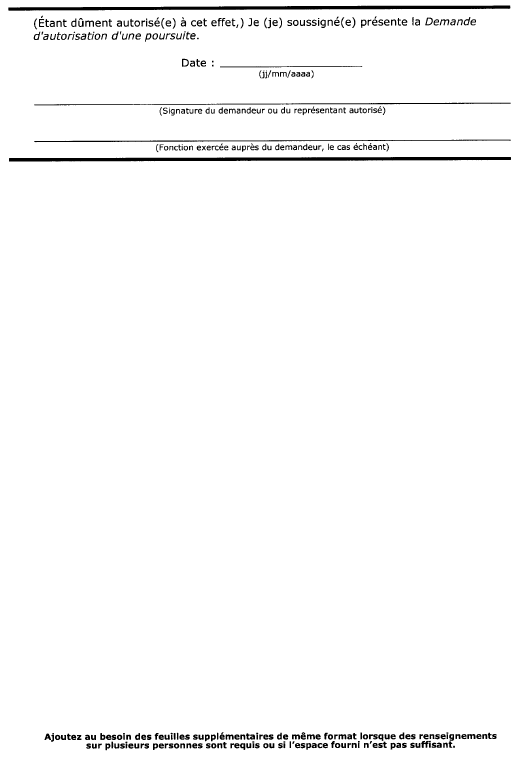 (Étant dûment autorisé(e) à cet effet,) Je (je) soussigné(e) présente la Demande
d'autorisation d'une poursuite.
Date : ____________________
(jj/mm/aaaa)
(Signature du demandeur ou du représentant autorisé)
(Fonction exercée auprès du demandeur, le cas échéant)
Ajoutez au besoin des feuilles supplémentaires de même format lorsque des renseignements
sur plusieurs personnes sont requis ou si l'espace fourni n'est pas suffisant.